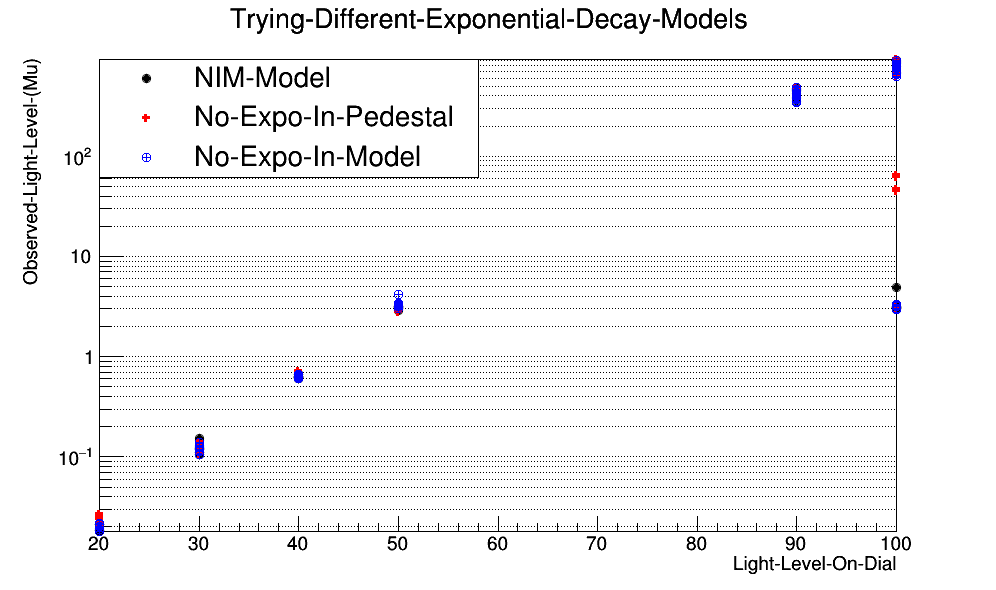 Trying-Different-Exponential-Decay-Models
Observed-Light-Level-(Mu)
NIM-Model
No-Expo-In-Pedestal
No-Expo-In-Model
10²
10
1
10⁻¹
20 30 40 50 60 70 80 90 100
Light-Level-On-Dial